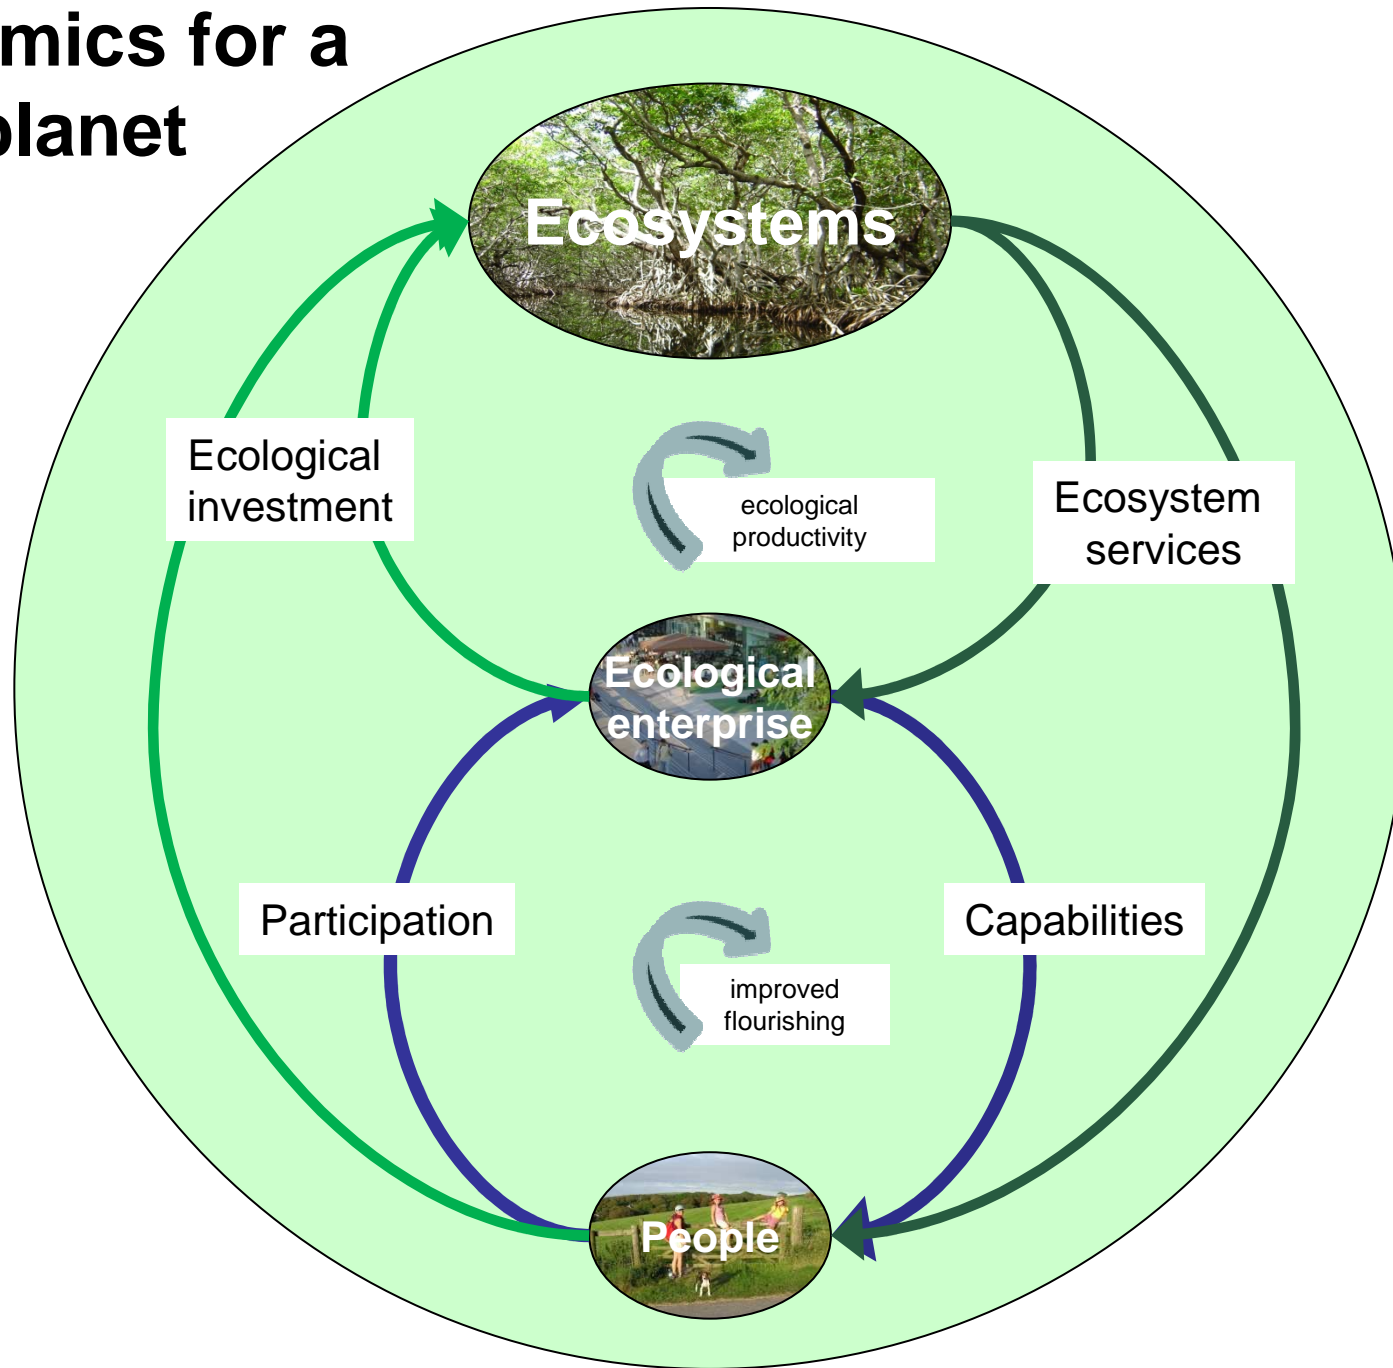 mics for a
planet
Ecosystems
Ecological
investment
ecological
productivity
Ecosystem
services
Ecological
enterprise
Participation
Capabilities
improved
flourishing
People